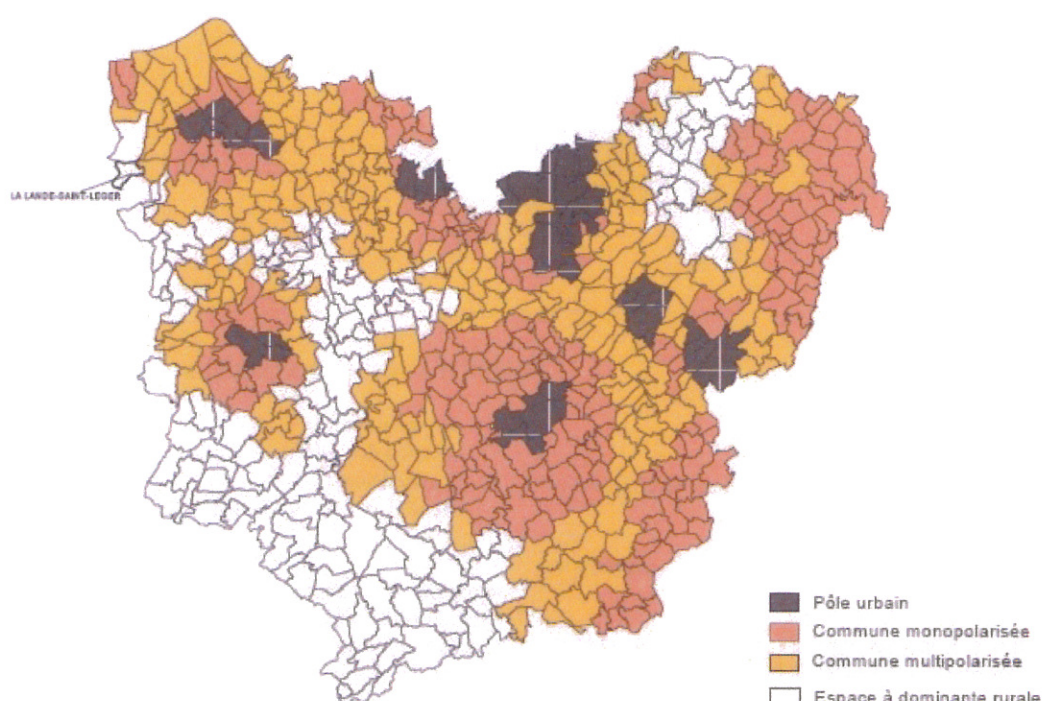 LA LANDE-SAINT-LEGER
Pôle urbain
Commune monopolarisée
Commune multipolarisée
Espace à dominante rurale